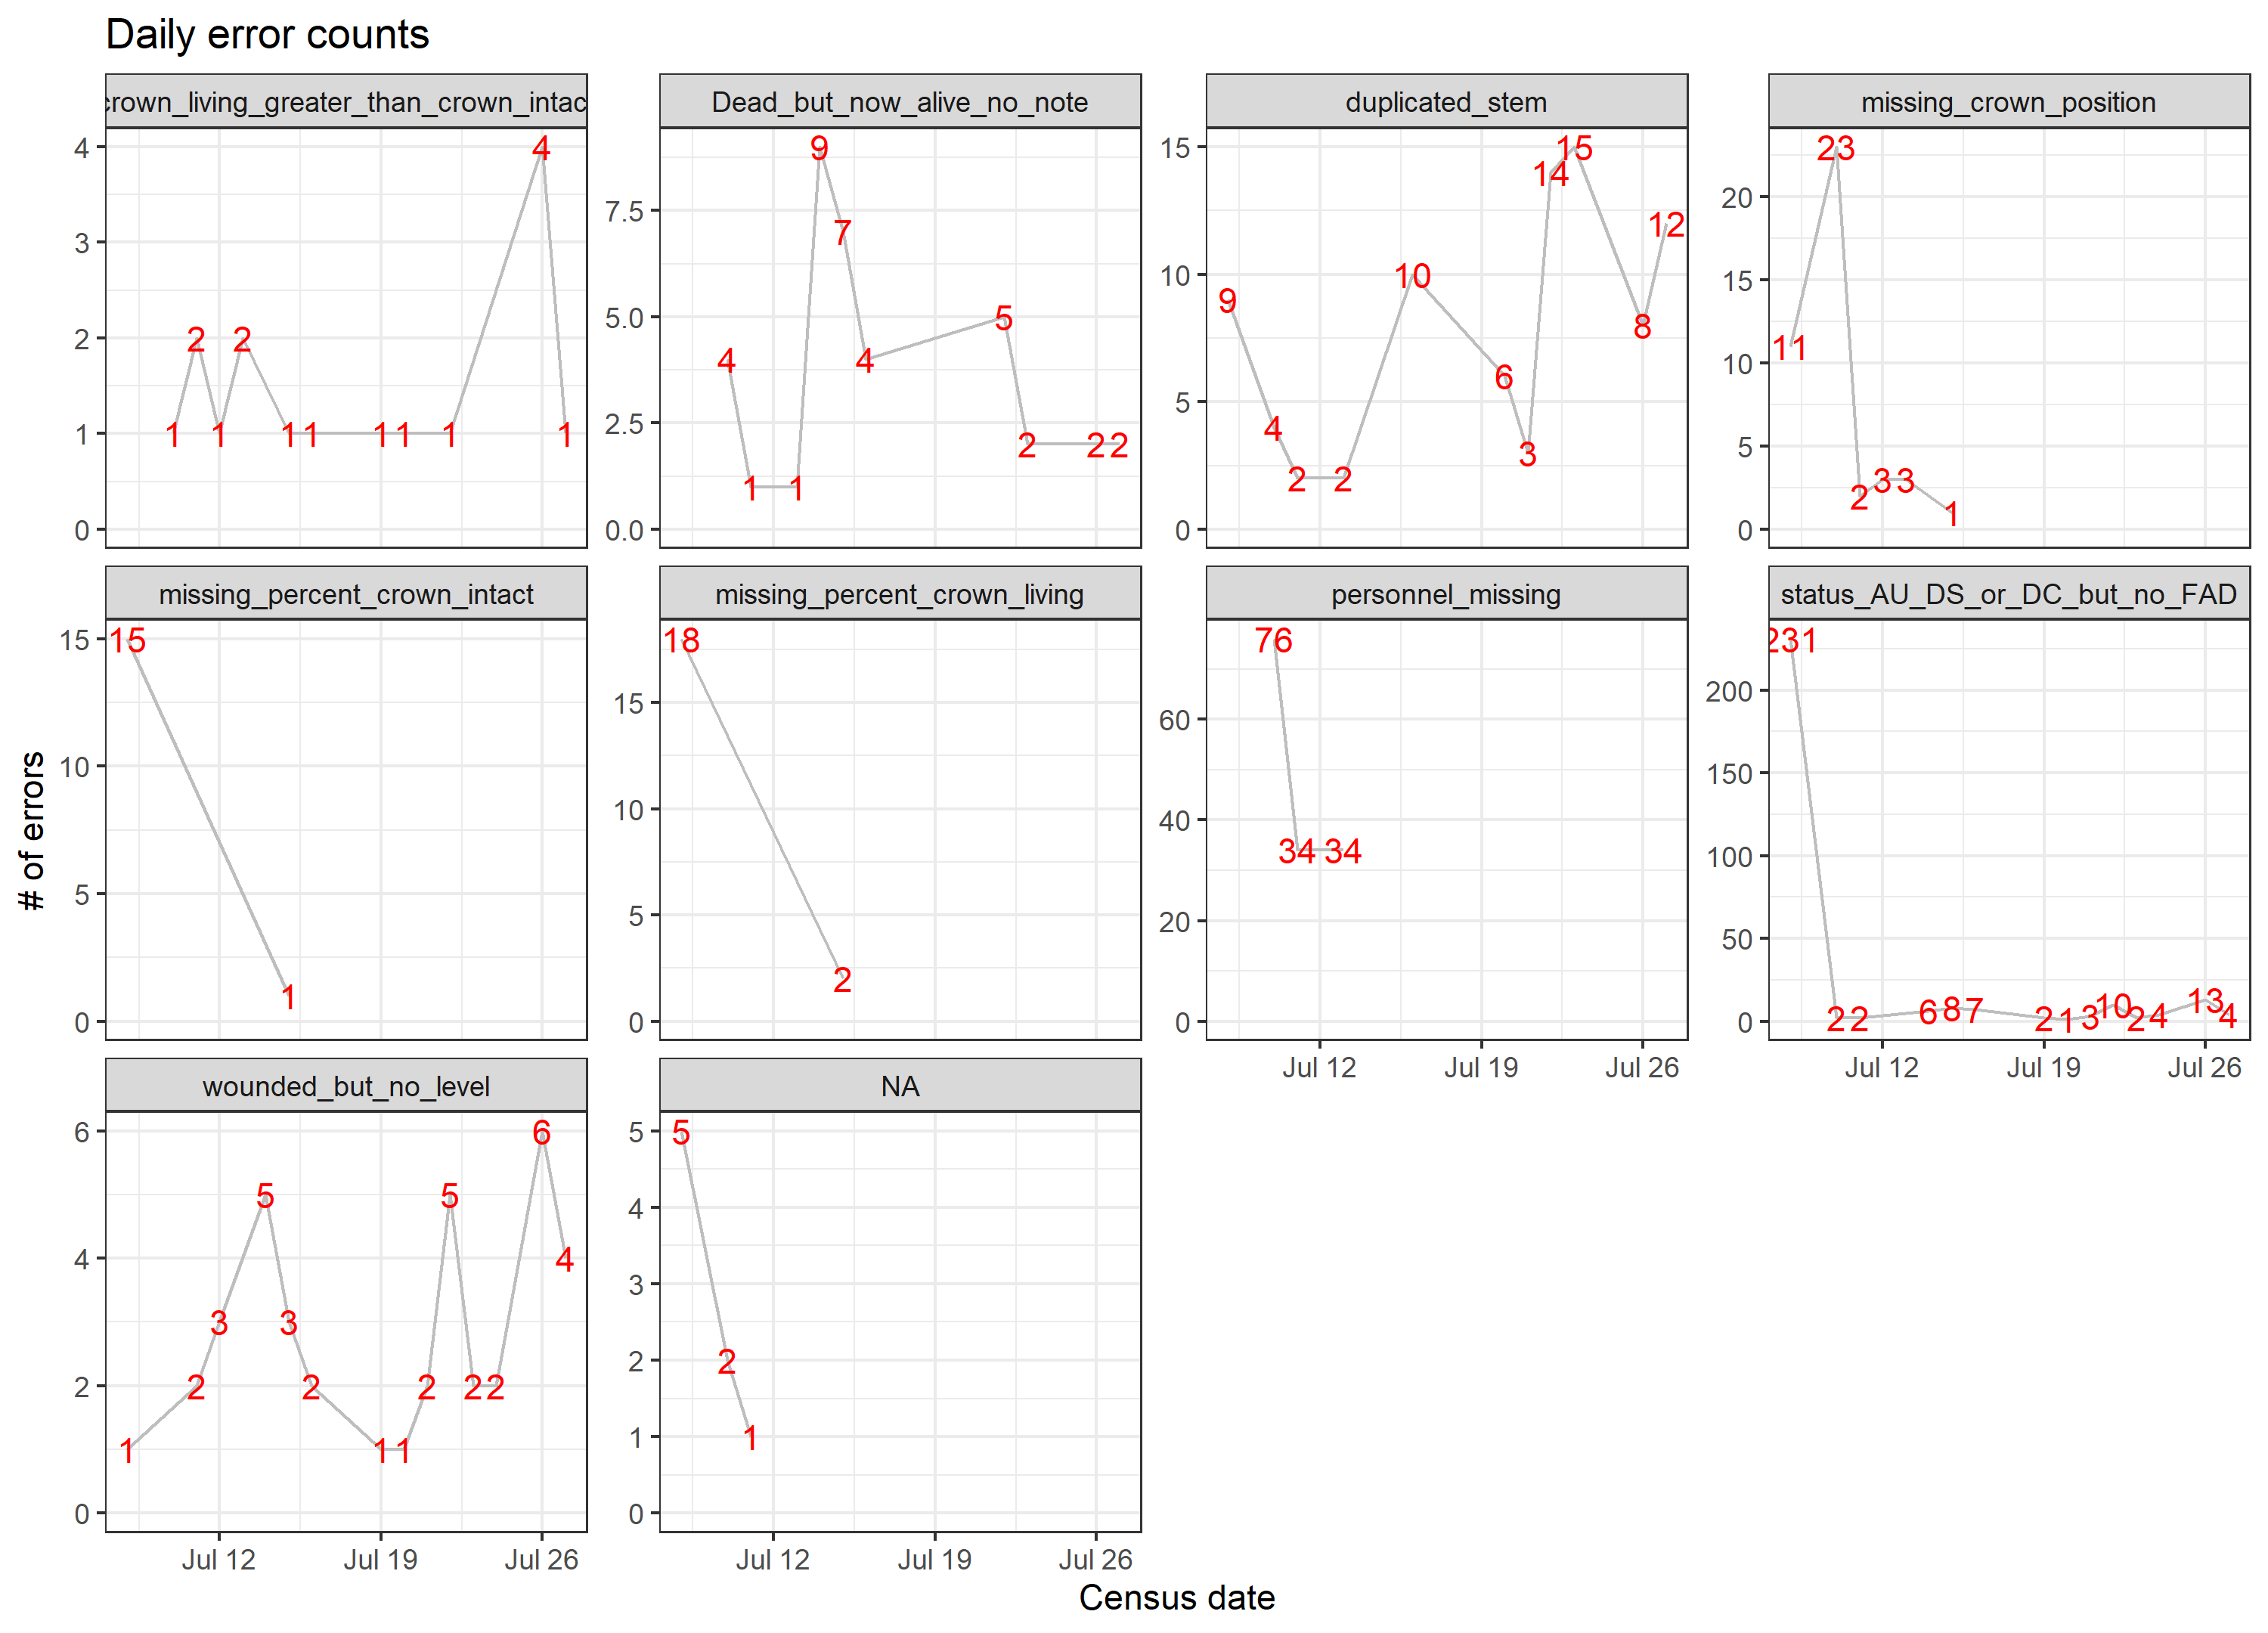 Daily error counts
crown_living_greater_than_crown_intac
Dead_but_now_alive_no_note
duplicated_stem
missing_crown_position
4
3
2
1
0
1 2 1 2 1 1 1 1 1 4 1
7.5
5.0
2.5
0.0
4 1 1 9 7 4 5 2 2 2
15
10
5
0
9 4 2 2 10 6 3 14 15 8 12
20
15
10
5
0
11 23 2 3 3 1
missing_percent_crown_intact
missing_percent_crown_living
personnel_missing
status_AU_DS_or_DC_but_no_FAD
15
10
5
0
15 1
15
10
5
0
18 2
60
40
20
0
76 34 34
Jul 12 Jul 19 Jul 26
200
150
100
50
0
231 2 2 6 8 7 2 1 3 10 2 4 13 4
Jul 12 Jul 19 Jul 26
wounded_but_no_level
NA
6
4
2
0
1 2 3 5 3 2 1 1 2 5 2 2 6 4
Jul 12 Jul 19 Jul 26
5
4
3
2
1
0
5 2 1
Jul 12 Jul 19 Jul 26
# of errors
Census date